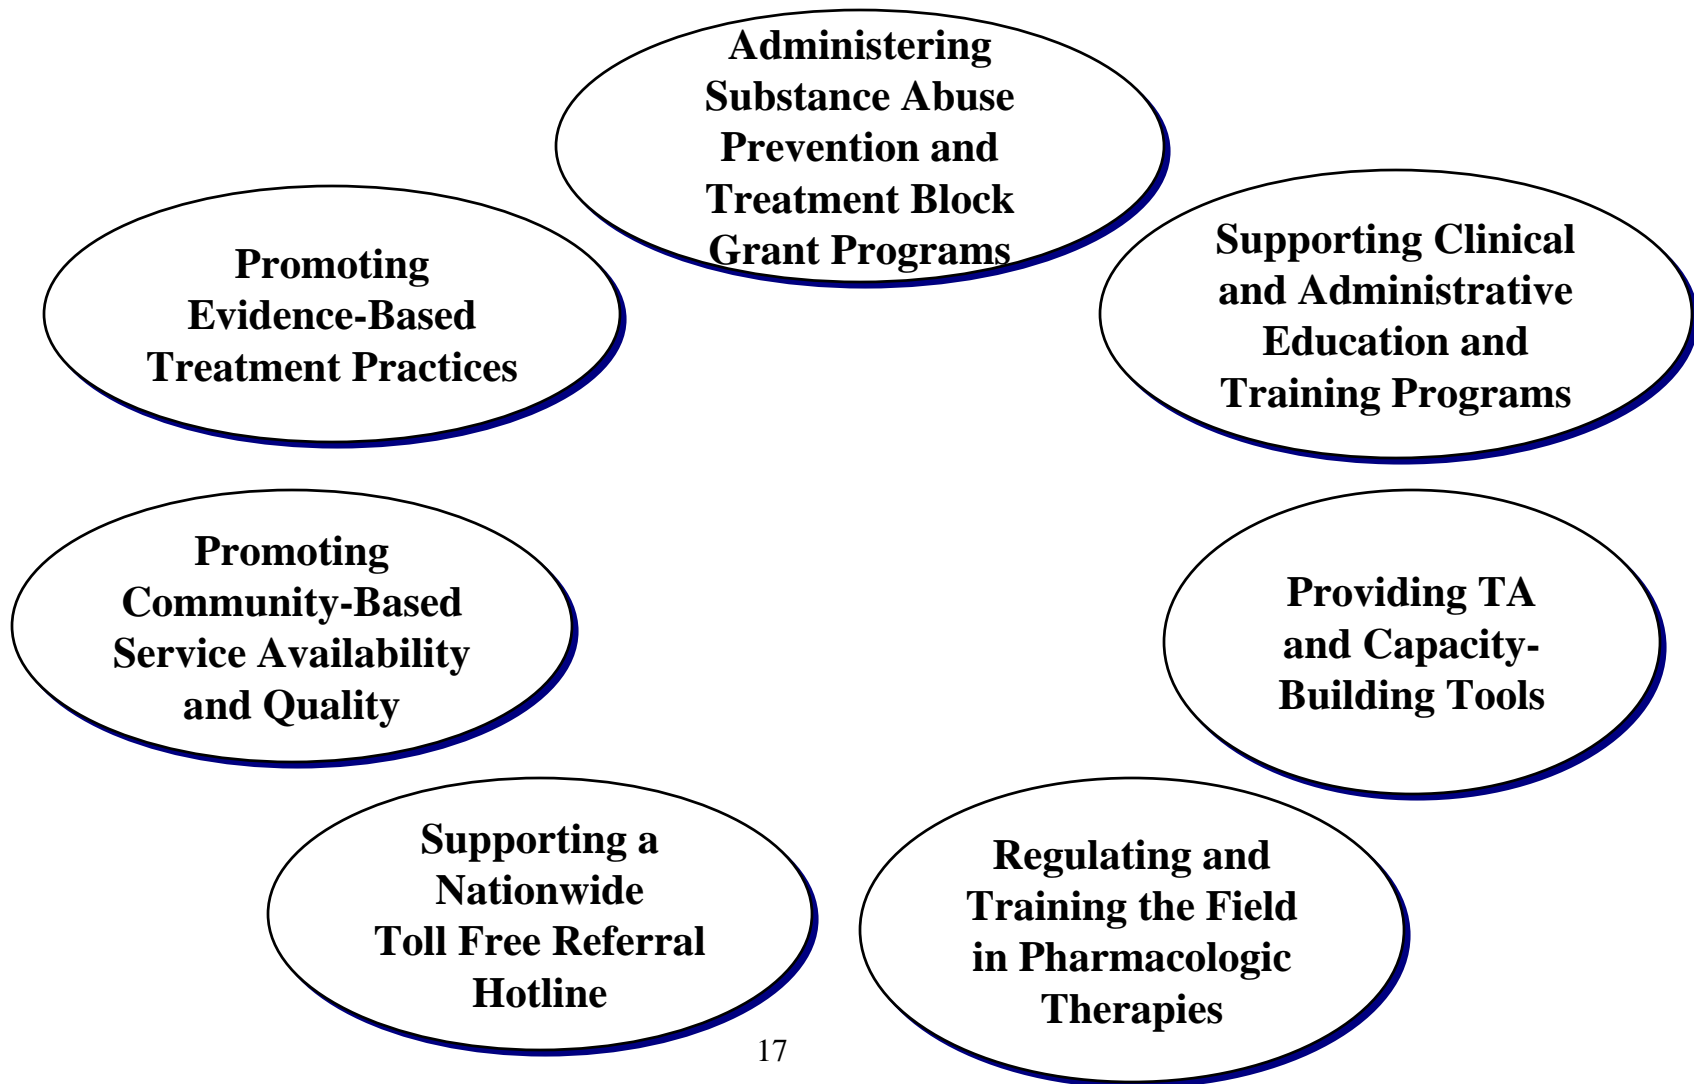 Administering
Substance Abuse
Prevention and
Treatment Block
Grant Programs
Supporting Clinical
and Administrative
Education and
Training Programs
Providing TA
and Capacity-
Building Tools
Regulating and
Training the Field
in Pharmacologic
Therapies
Supporting a
Nationwide
Toll Free Referral
Hotline
Promoting
Community-Based
Service Availability
and Quality
Promoting
Evidence-Based
Treatment Practices
17